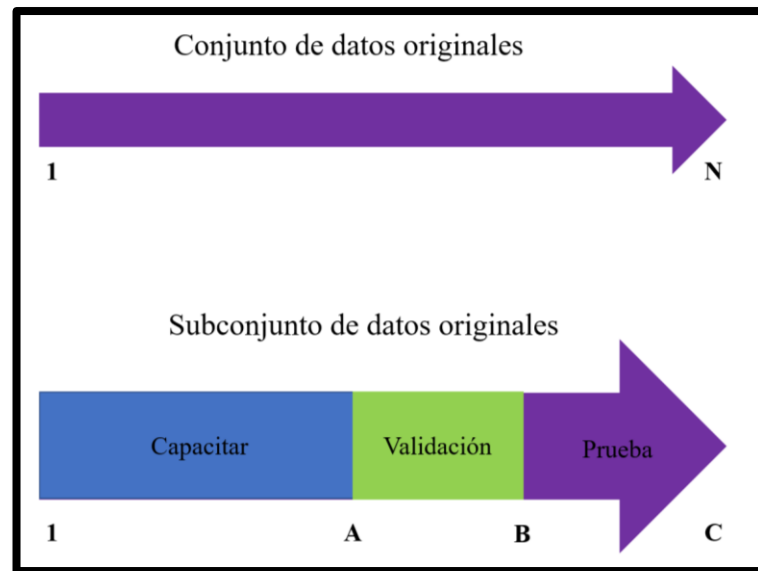 Conjunto de datos originales
1 N
Subconjunto de datos originales
Capacitar Validación Prueba
1 A B C